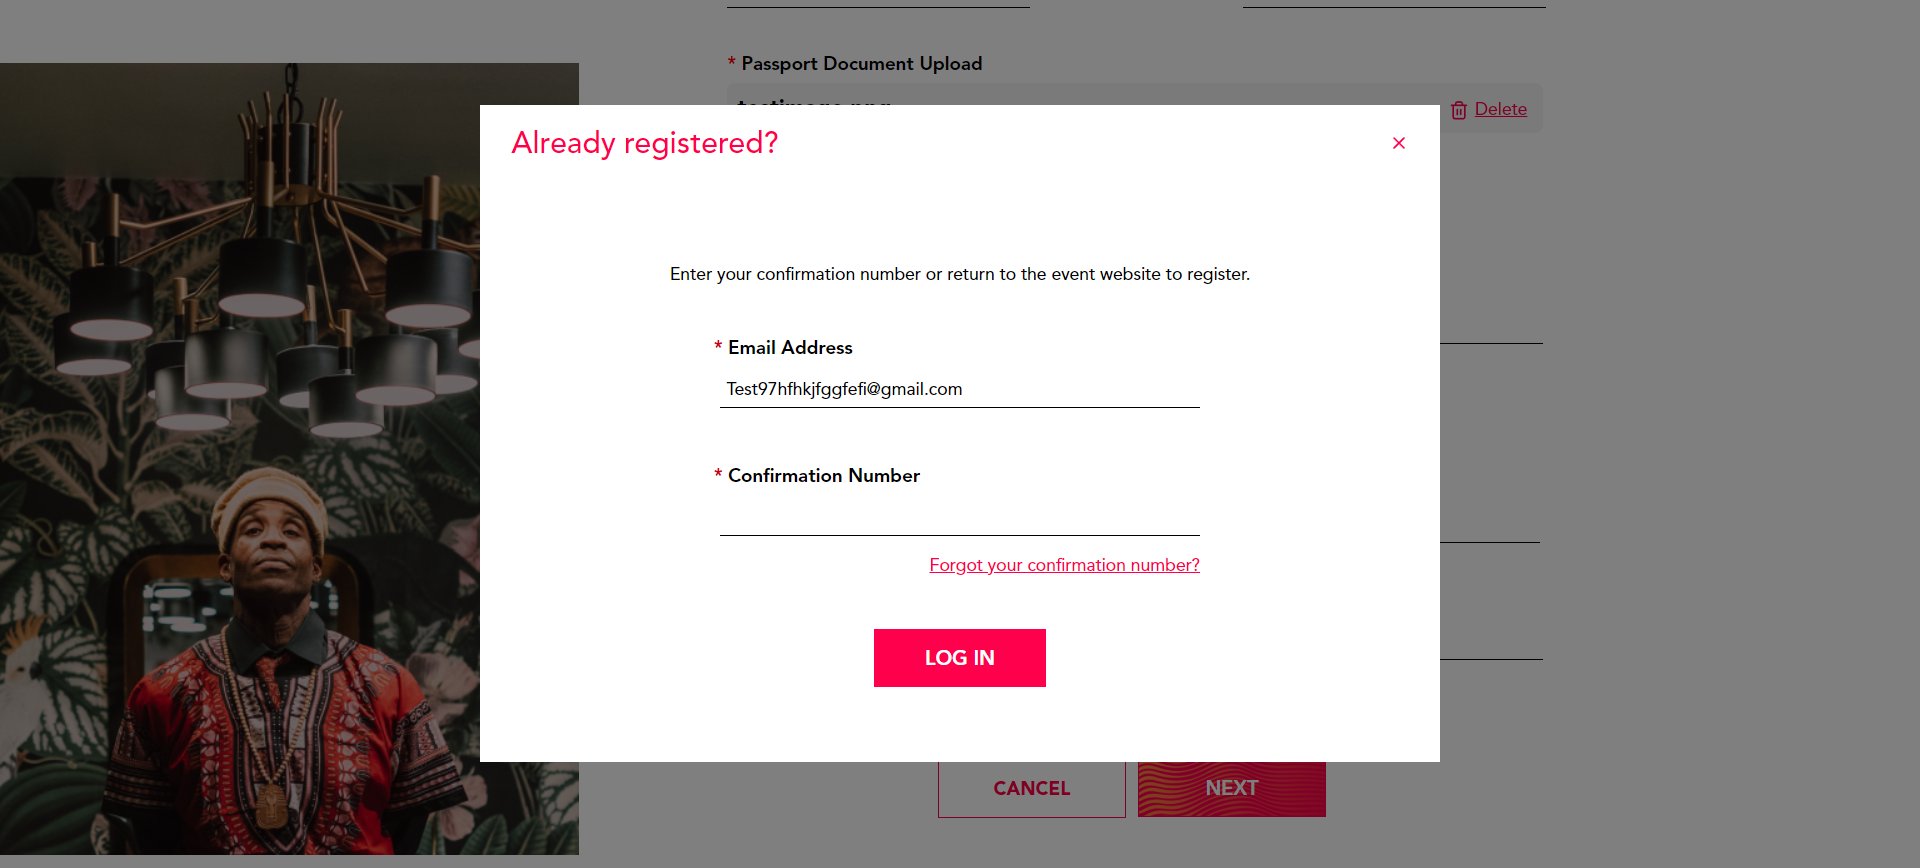 * Passport Document Upload
Delete
Already registered?
Enter your confirmation number or return to the event website to register.
* Email Address
Test97hfhkjfggfefi@gmail.com
* Confirmation Number
Forgot your confirmation number?
LOG IN
CANCEL
NEXT